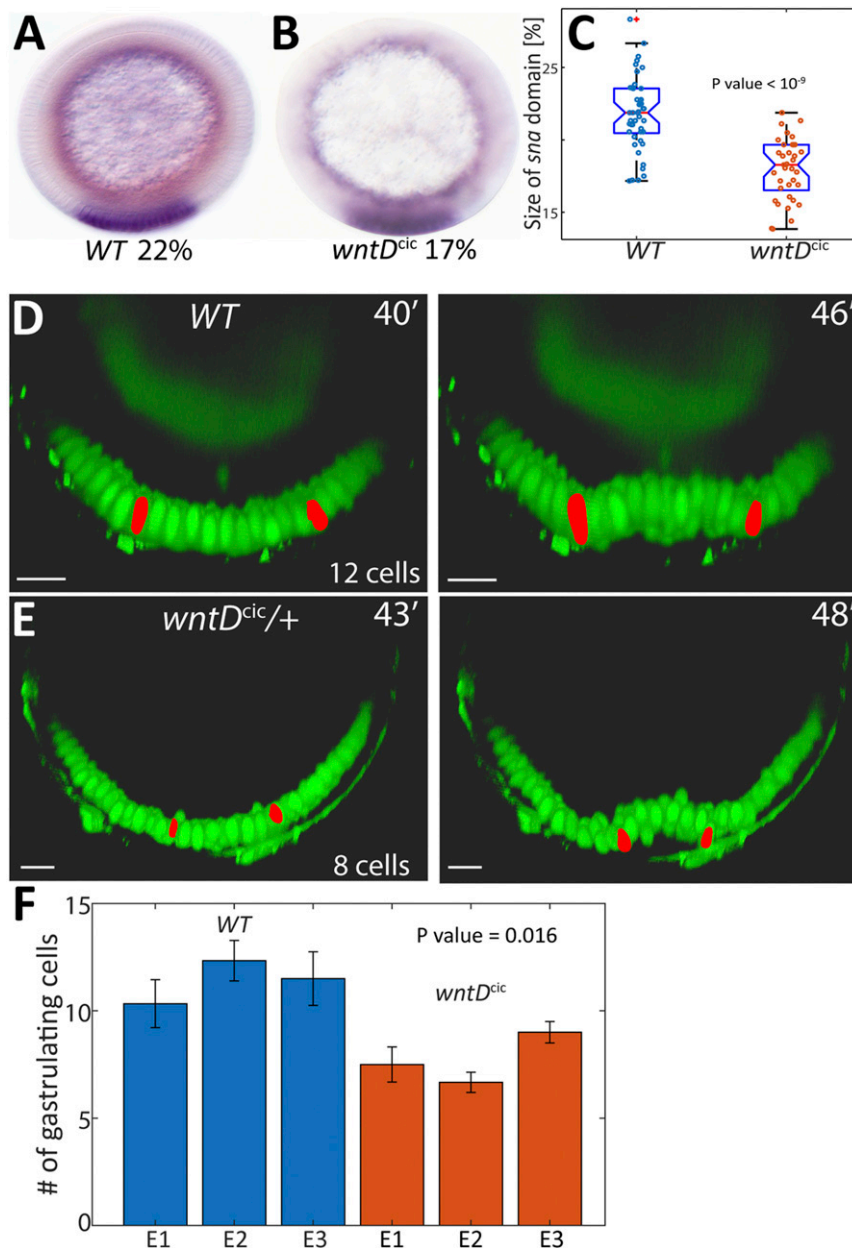 A
B
C
WT 22%
wntDcic 17%
Size of sna domain [%]
25
15
P value < 10-9
WT
wntDcic
D
WT
40′
46′
12 cells
E
wntDcic/+
43′
48′
8 cells
F
# of gastrulating cells
15
10
5
0
WT
P value = 0.016
wntDcic
E1
E2
E3
E1
E2
E3